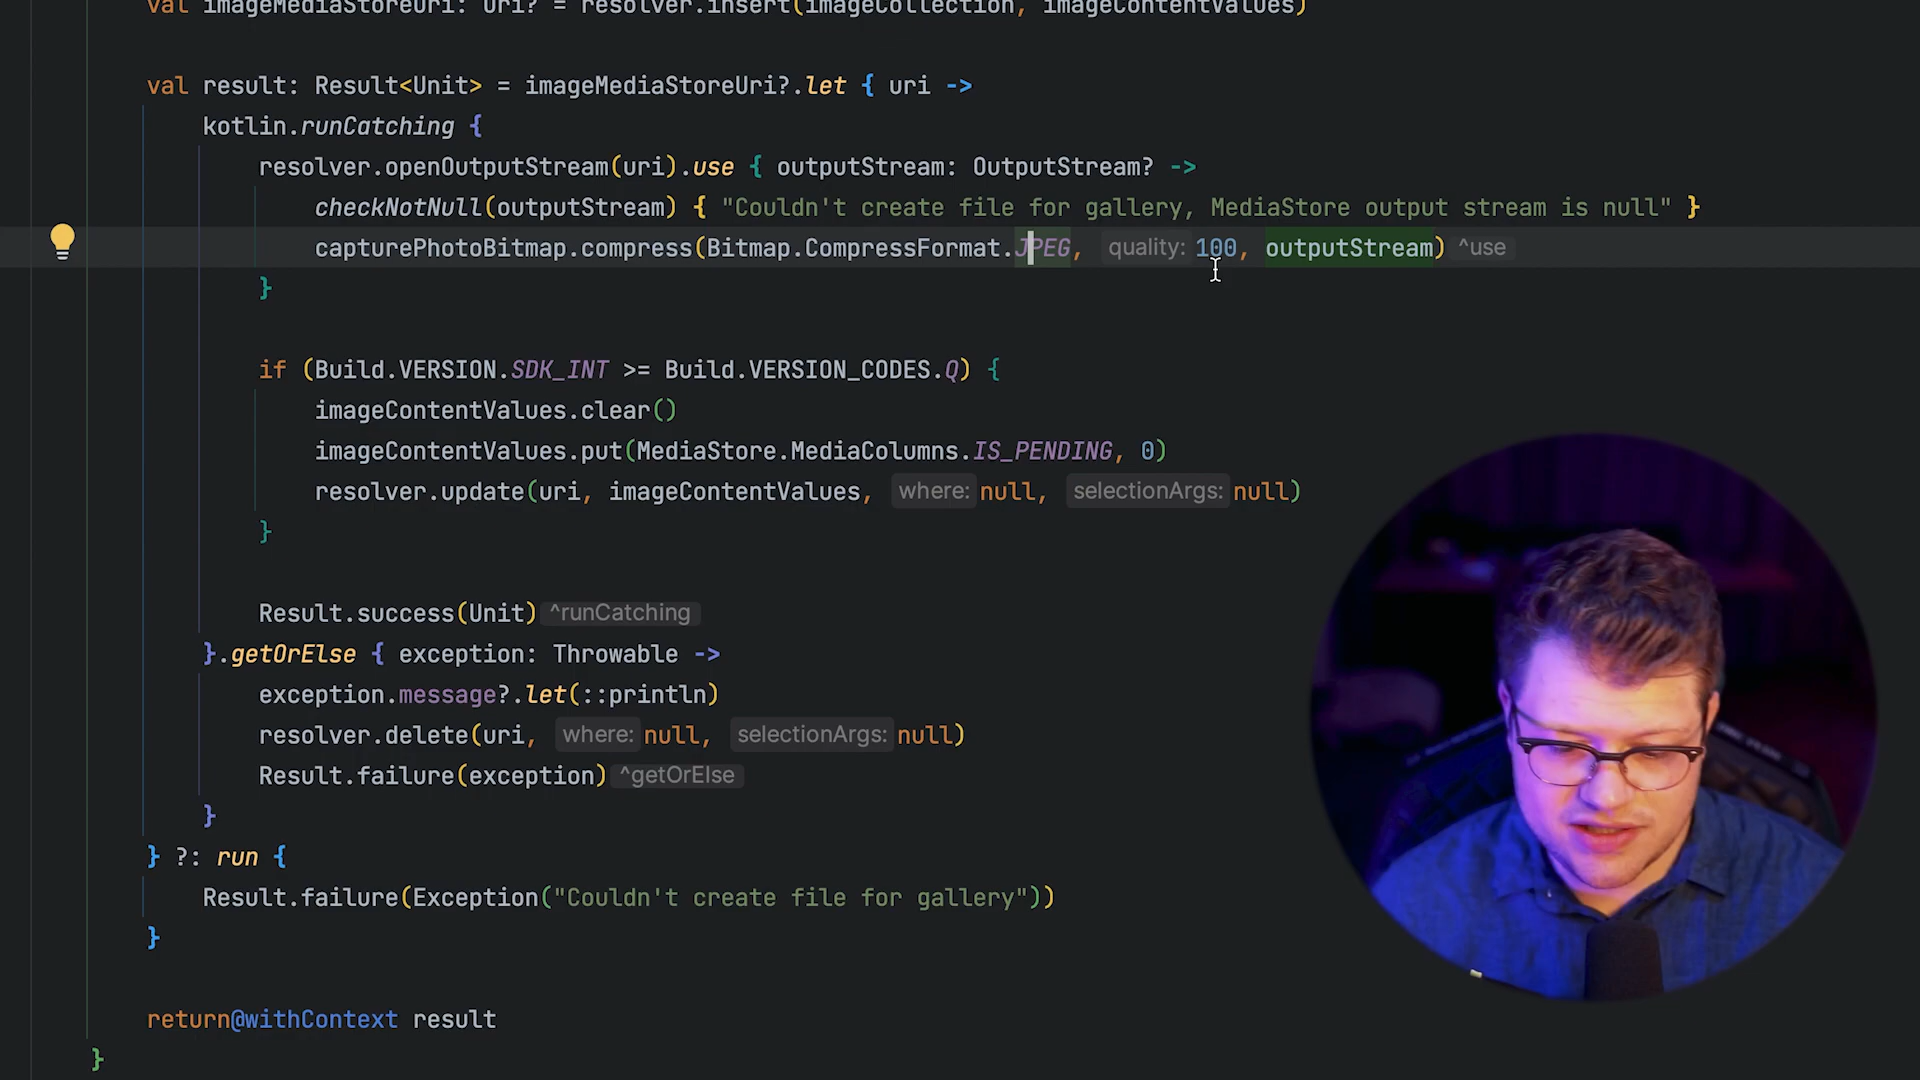 val imageMediaStoreUri: Uri? = resolver.insert(imageCollection, imageContentValues)
val result: Result<Unit> = imageMediaStoreUri?.let { uri ->
kotlin.runCatching {
resolver.openOutputStream(uri).use { outputStream: OutputStream? ->
checkNotNull(outputStream) { "Couldn't create file for gallery, MediaStore output stream is null" }
capturePhotoBitmap.compress(Bitmap.CompressFormat.JPEG, quality: 100, outputStream) ^use
}
if (Build.VERSION.SDK_INT >= Build.VERSION_CODES.Q) {
imageContentValues.clear()
imageContentValues.put(MediaStore.MediaColumns.IS_PENDING, 0)
resolver.update(uri, imageContentValues, where: null, selectionArgs: null)
}
Result.success(Unit) ^runCatching
}.getOrElse { exception: Throwable ->
exception.message?.let(::println)
resolver.delete(uri, where: null, selectionArgs: null)
Result.failure(exception) ^getOrElse
}
} ?: run {
Result.failure(Exception("Couldn't create file for gallery"))
}
return@withContext result
}